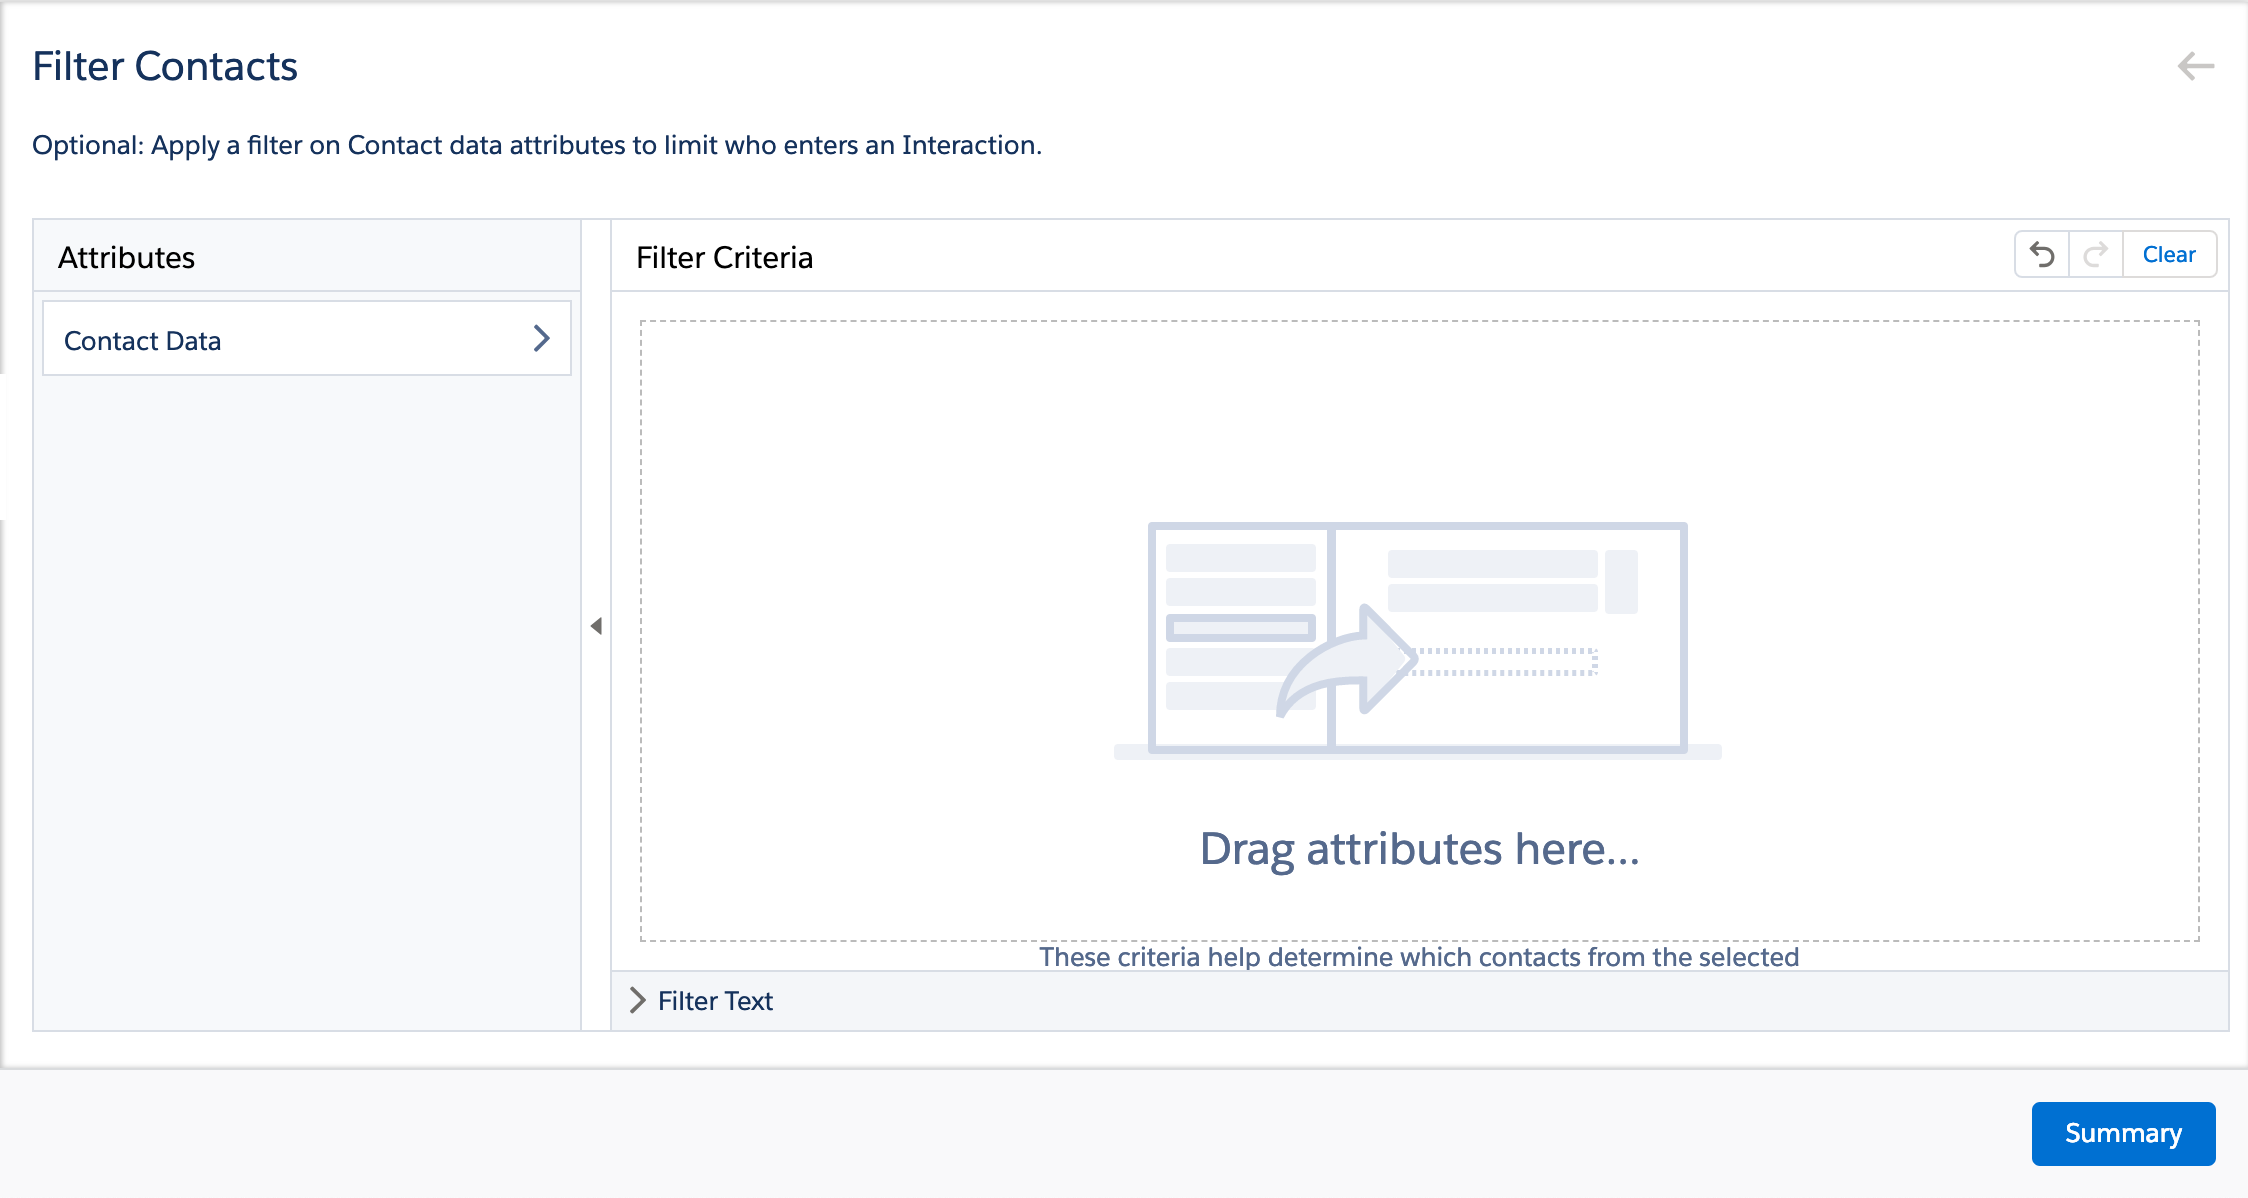 Filter Contacts
Optional: Apply a filter on Contact data attributes to limit who enters an Interaction.
Attributes
Contact Data
Filter Criteria
Clear
Drag attributes here...
These criteria help determine which contacts from the selected
Filter Text
Summary